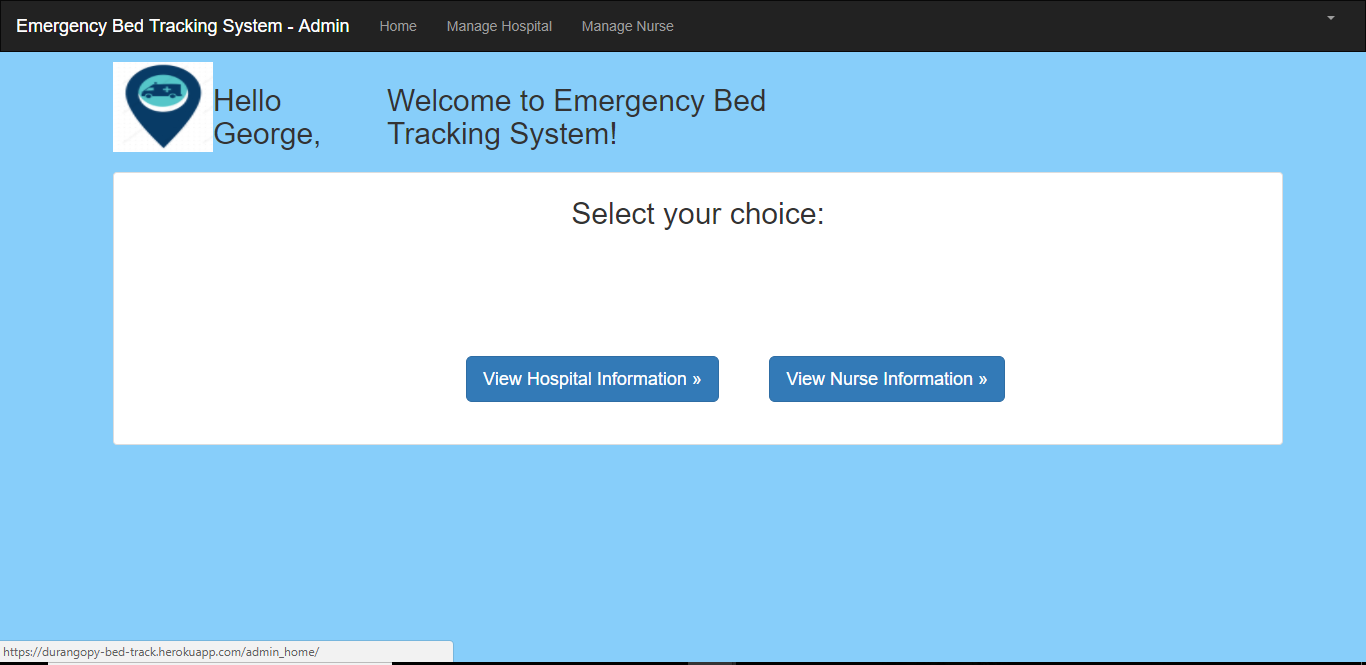 Emergency Bed Tracking System - Admin Home Manage Hospital Manage Nurse
Hello
George,
Welcome to Emergency Bed
Tracking System!
Select your choice:
View Hospital Information »
View Nurse Information »
https://durangopy-bed-track.herokuapp.com/admin_home/